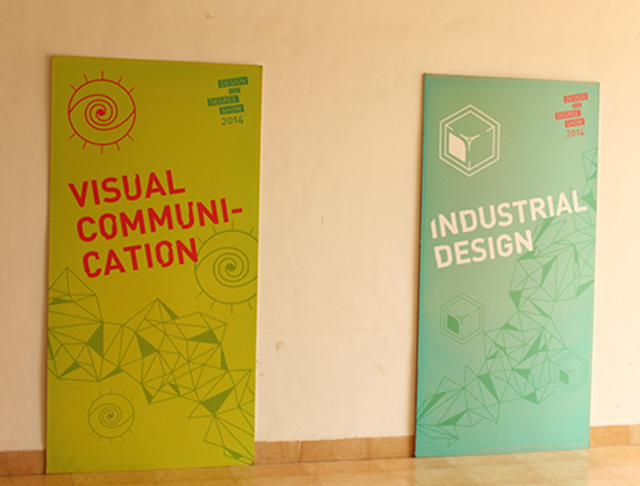 DESIGN
DEGREE
SHOW
2014
VISUAL
COMMUNI-
CATION
DESIGN
DEGREE
SHOW
2014
INDUSTRIAL
DESIGN